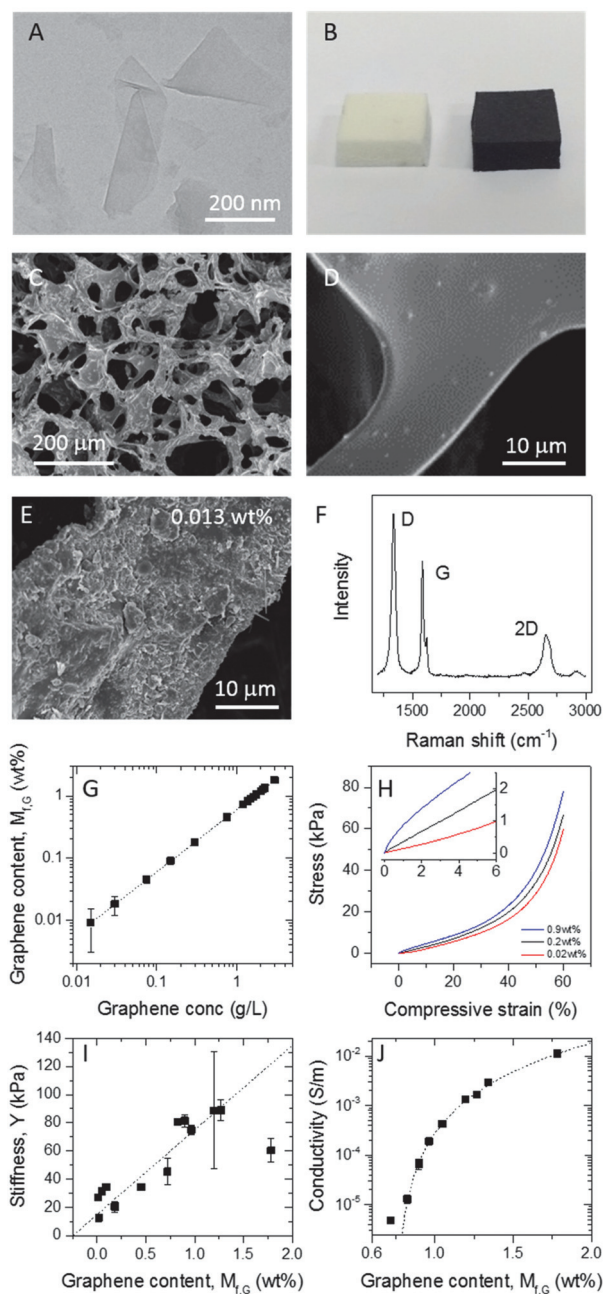 A
200 nm
B
C
200 µm
D
10 µm
E
0.013 wt%
10 µm
F
D
G
2D
Intensity
1500 2000 2500 3000
Raman shift (cm⁻¹)
G
Graphene content, M_f,G (wt%)
1
0.1
0.01
0.01 0.1 1
Graphene conc (g/L)
H
Stress (kPa)
80
60
40
20
0
2
1
0
0 2 4 6
0.9wt%
0.2wt%
0.02wt%
0 20 40 60
Compressive strain (%)
I
Stiffness, Y (kPa)
140
120
100
80
60
40
20
0
0.0 0.5 1.0 1.5 2.0
Graphene content, M_f,G (wt%)
J
Conductivity (S/m)
10⁻²
10⁻³
10⁻⁴
10⁻⁵
0.6 1.0 1.5 2.0
Graphene content, M_f,G (wt%)